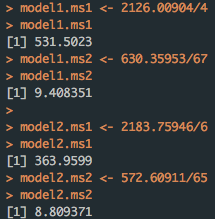 > model1.ms1 <- 2126.00904/4
> model1.ms1
[1] 531.5023
> model1.ms2 <- 630.35953/67
> model1.ms2
[1] 9.408351
>
> model2.ms1 <- 2183.75946/6
> model2.ms1
[1] 363.9599
> model2.ms2 <- 572.60911/65
> model2.ms2
[1] 8.809371